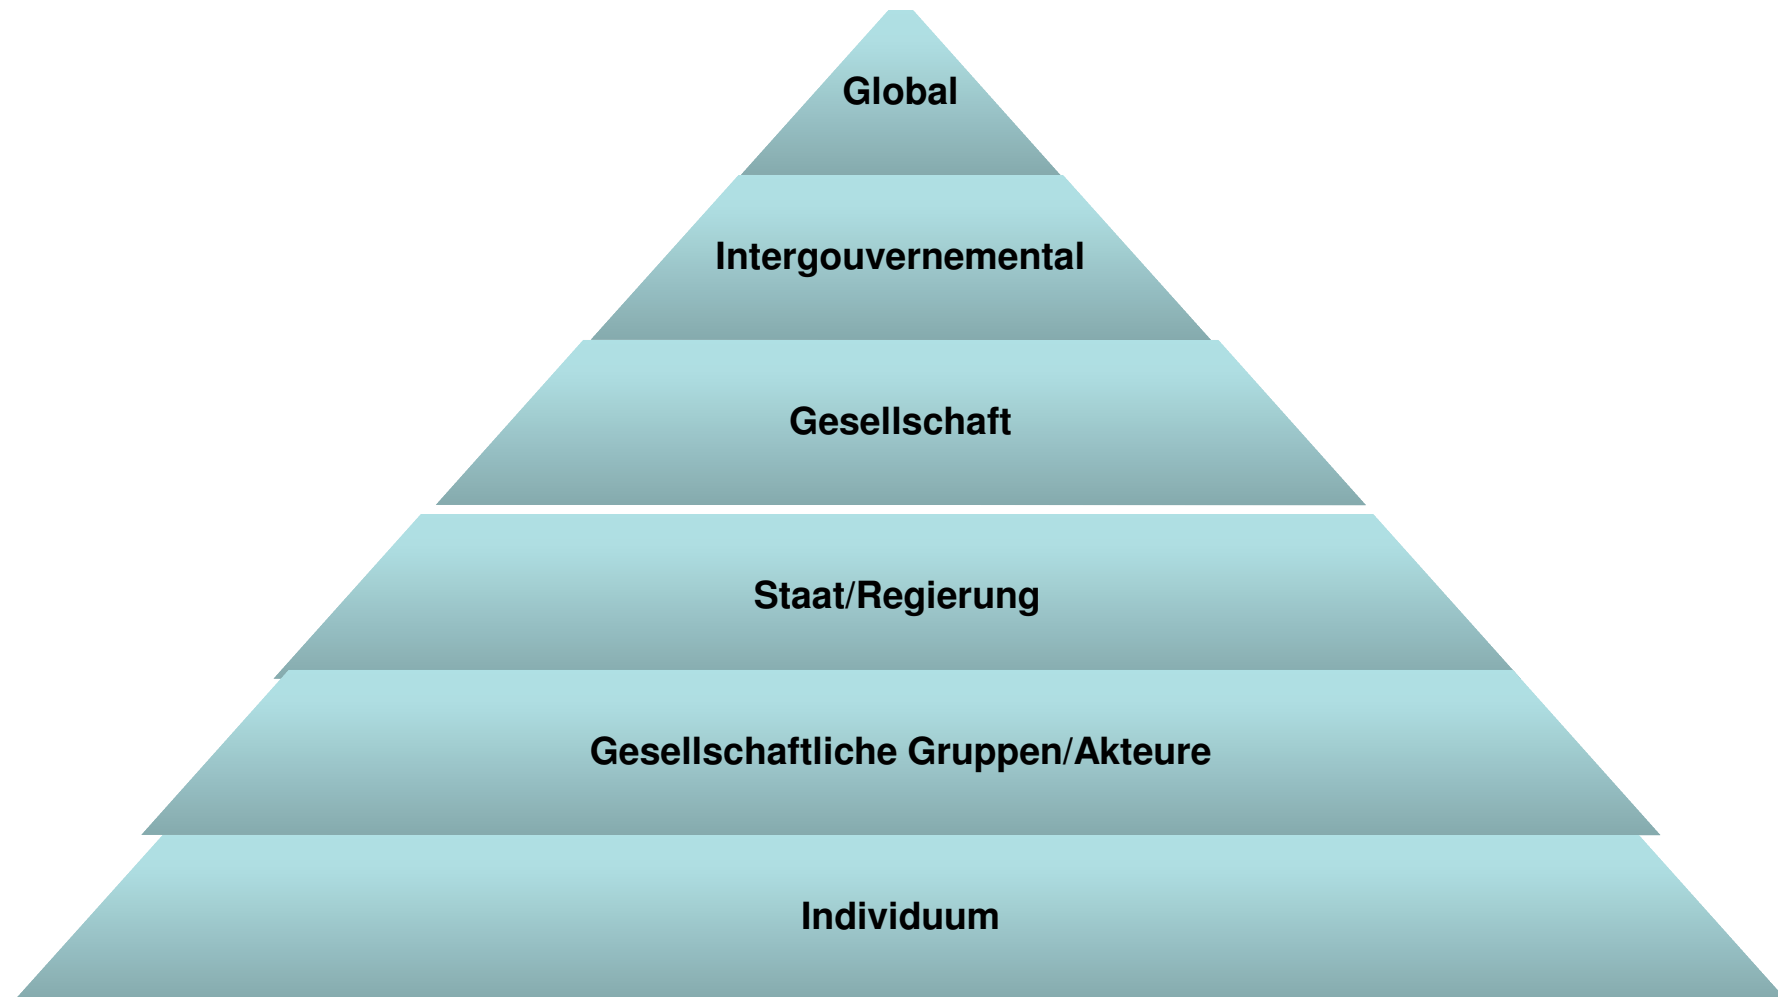 Global
Intergouvernemental
Gesellschaft
Staat/Regierung
Gesellschaftliche Gruppen/Akteure
Individuum